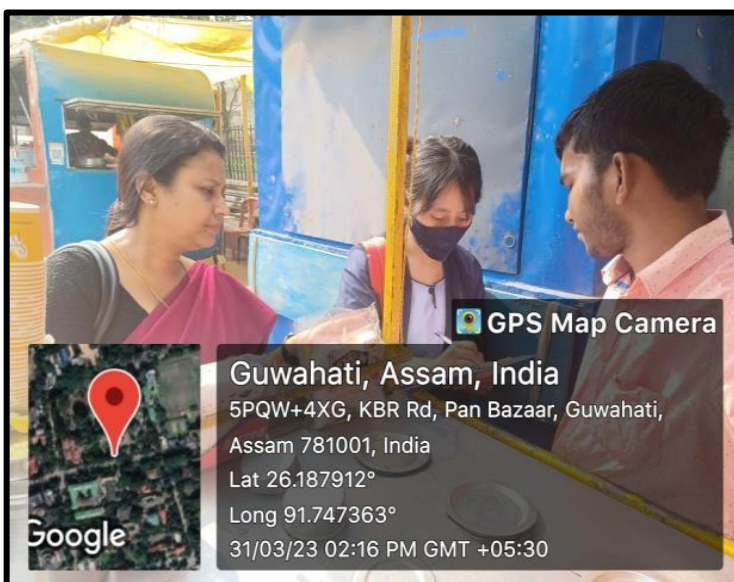 GPS Map Camera
Guwahati, Assam, India
5PQW+4XG, KBR Rd, Pan Bazaar, Guwahati,
Assam 781001, India
Lat 26.187912°
Long 91.747363°
31/03/23 02:16 PM GMT +05:30
Google